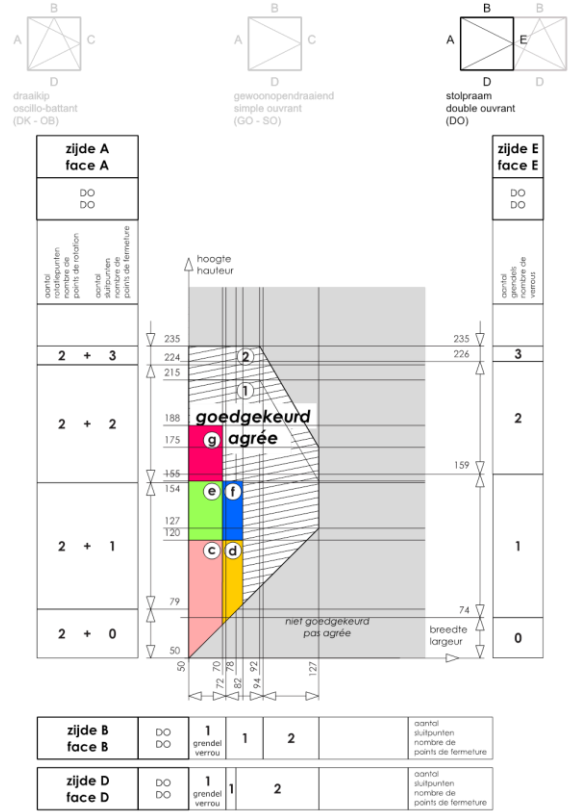 B
A
C
D
draaikip
oscillo-battant
(DK - OB)
B
A
C
D
gewoonopendraaiend
simple ouvrant
(GO - SO)
B
B
A
E
D
D
stolpraam
double ouvrant
(DO)
zijde A
face A
DO
DO
aantal
rotatiepunten
nombre de
points de rotation
aantal
sluitpunten
nombre de
points de fermeture
2 + 3
2 + 2
2 + 1
2 + 0
zijde E
face E
DO
DO
aantal
grendels
nombre de
verrous
3
2
1
0
hoogte
hauteur
235
224
215
188
175
155
154
127
120
79
50
235
226
159
74
2
1
goedgekeurd
agrée
g
e
f
c
d
niet goedgekeurd
pas agrée
breedte
largeur
50
70
72
78
82
92
94
127
zijde B
face B
DO
DO
1
grendel
verrou
1
2
aantal
sluitpunten
nombre de
points de fermeture
zijde D
face D
DO
DO
1
grendel
verrou
1
2
aantal
sluitpunten
nombre de
points de fermeture